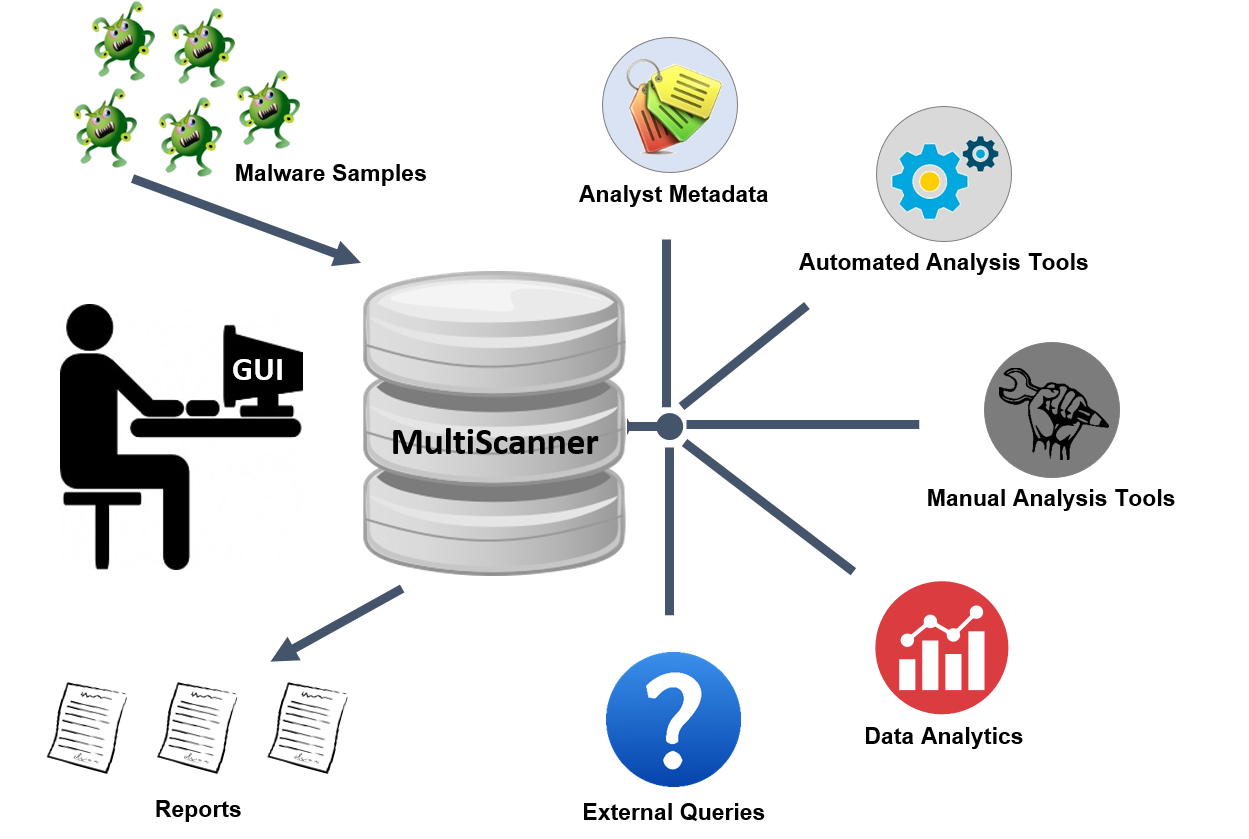 Malware Samples
Analyst Metadata
Automated Analysis Tools
GUI
MultiScanner
Manual Analysis Tools
Data Analytics
Reports
External Queries